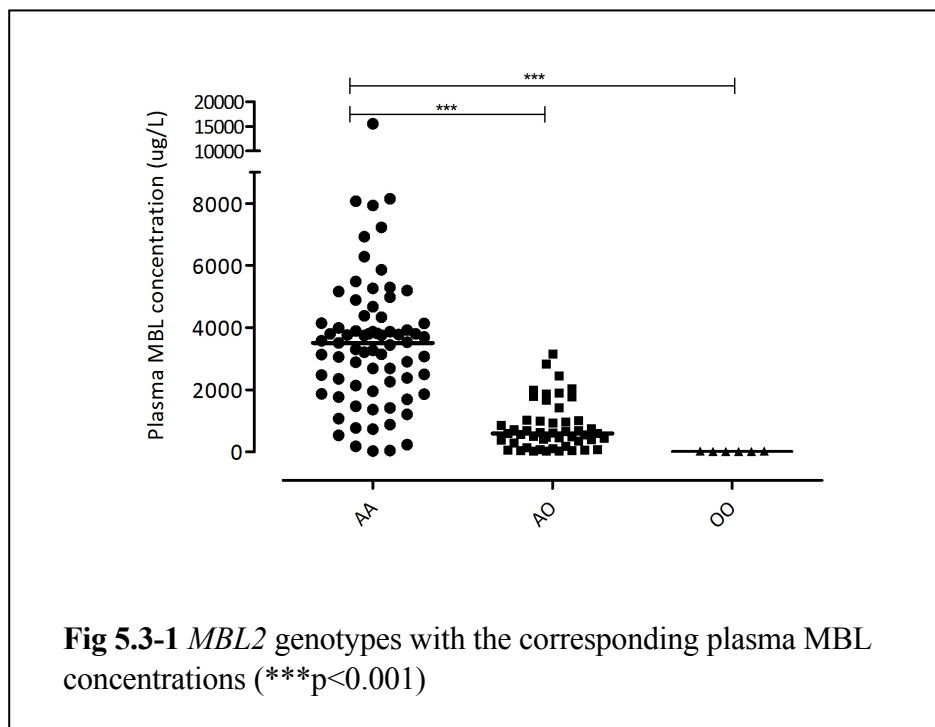 ***
***
20000
15000
10000
8000
6000
4000
2000
0
Plasma MBL concentration (ug/L)
AA
AO
OO
Fig 5.3-1 MBL2 genotypes with the corresponding plasma MBL
concentrations (***p<0.001)